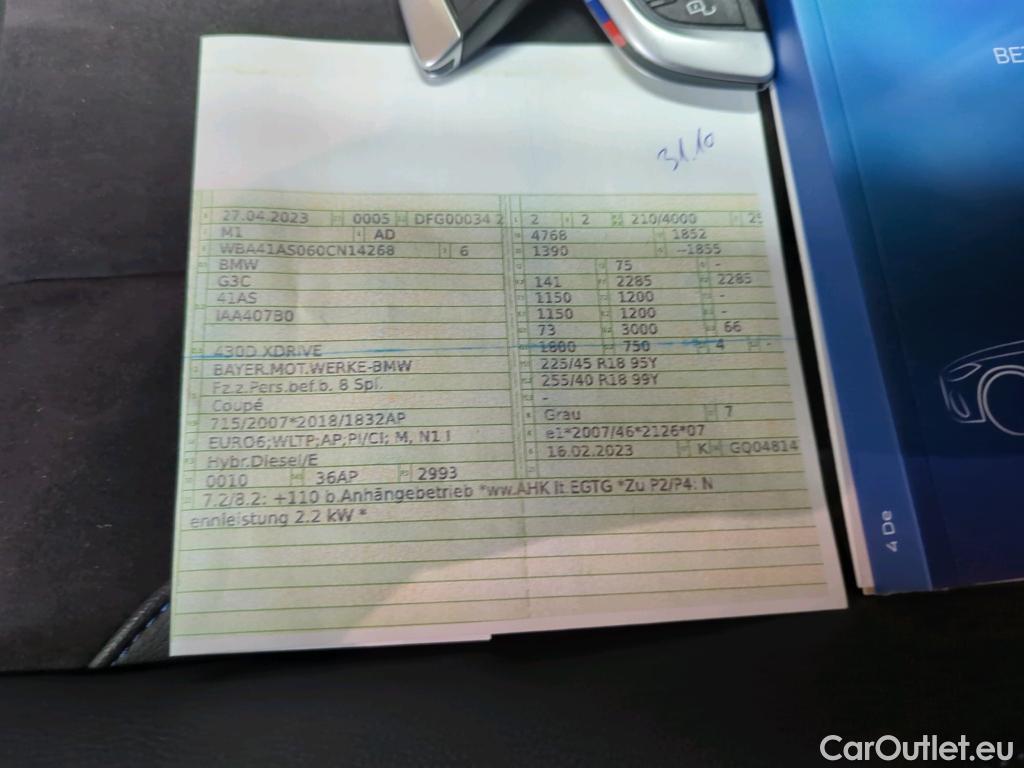 BE
31.10
27.04.2023 0005 DFG00034 2
2 2 210/4000 25
M1 AD
4768 1852
WBA41AS060CN14268 6
1390 --1855
BMW
75 -
G3C
141 2285 2285
41AS
1150 1200 -
IAA407B0
1150 1200 -
73 3000 66
430D XDRIVE
1800 750 4 -
BAYER.MOT.WERKE-BMW
225/45 R18 95Y
Fz.z.Pers.bef.b. 8 Spl.
255/40 R18 99Y
Coupé
-
715/2007*2018/1832AP
Grau 7
EURO6;WLTP;AP;PI/CI; M, N1 I
e1*2007/46*2126*07
Hybr.Diesel/E
16.02.2023 K GQ04814
0010 36AP 2993
7.2/8.2: +110 b.Anhängebetrieb *ww.AHK lt.EGTG *Zu P2/P4: N
ennleistung 2.2 kW *
4 De
CarOutlet.eu